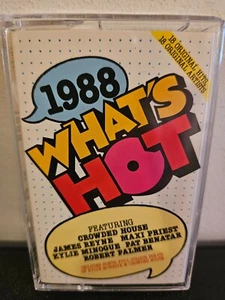 1988
18 ORIGINAL HITS
18 ORIGINAL ARTISTS
WHAT'S
HOT
FEATURING
CROWDED HOUSE
JAMES REYNE MAXI PRIEST
KYLIE MINOGUE PAT BENATAR
ROBERT PALMER